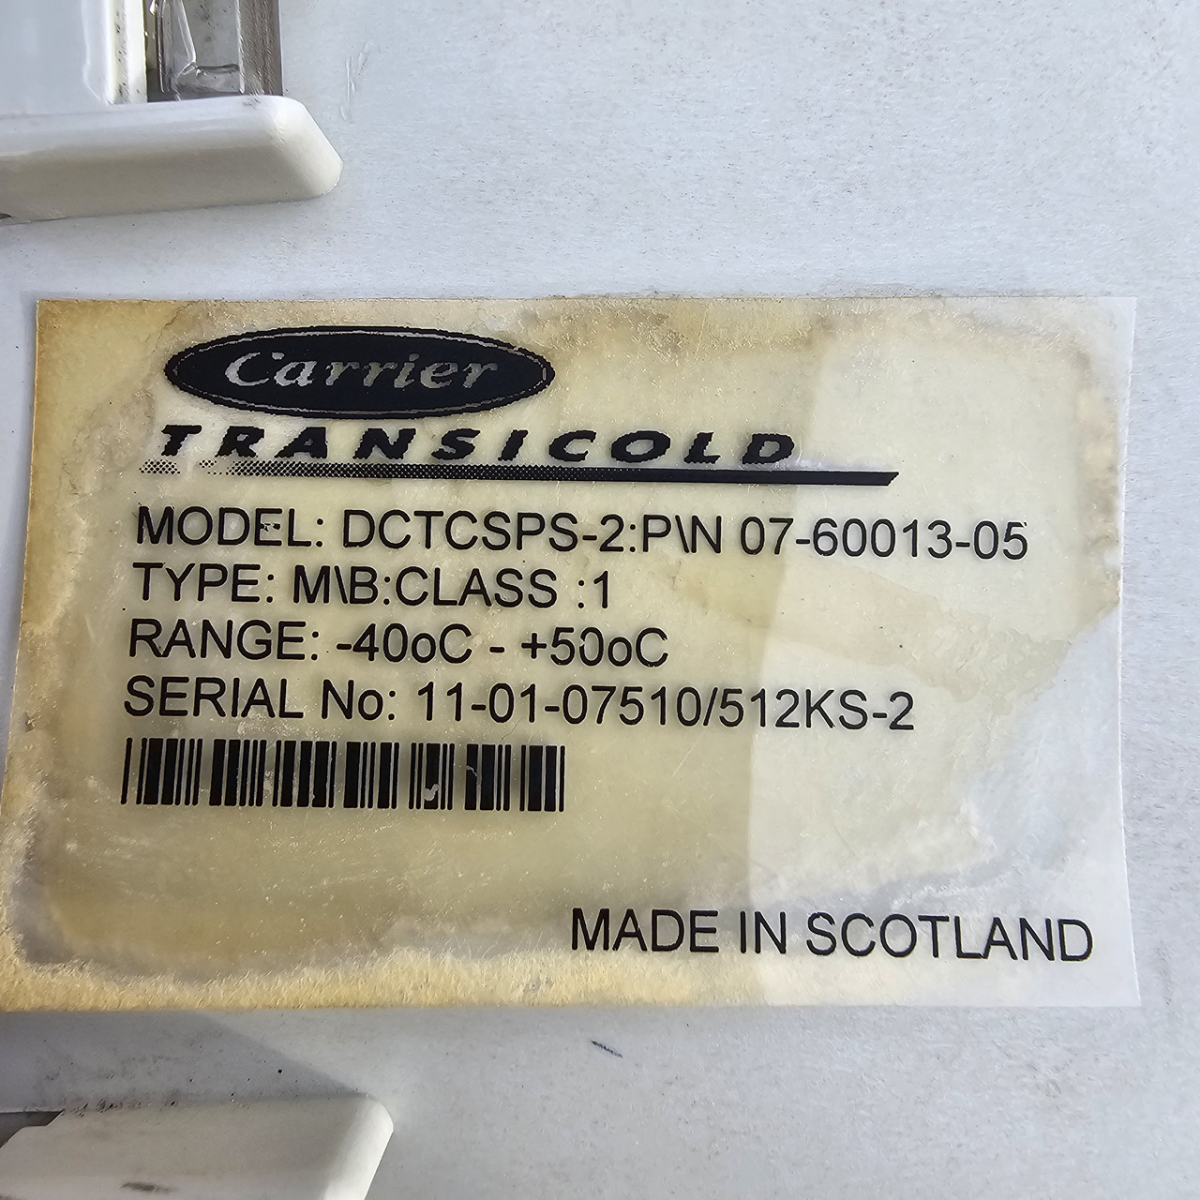 Carrier
TRANSICOLD
MODEL: DCTCSPS-2:P\N 07-60013-05
TYPE: M\B:CLASS :1
RANGE: -40oC - +50oC
SERIAL No: 11-01-07510/512KS-2
MADE IN SCOTLAND